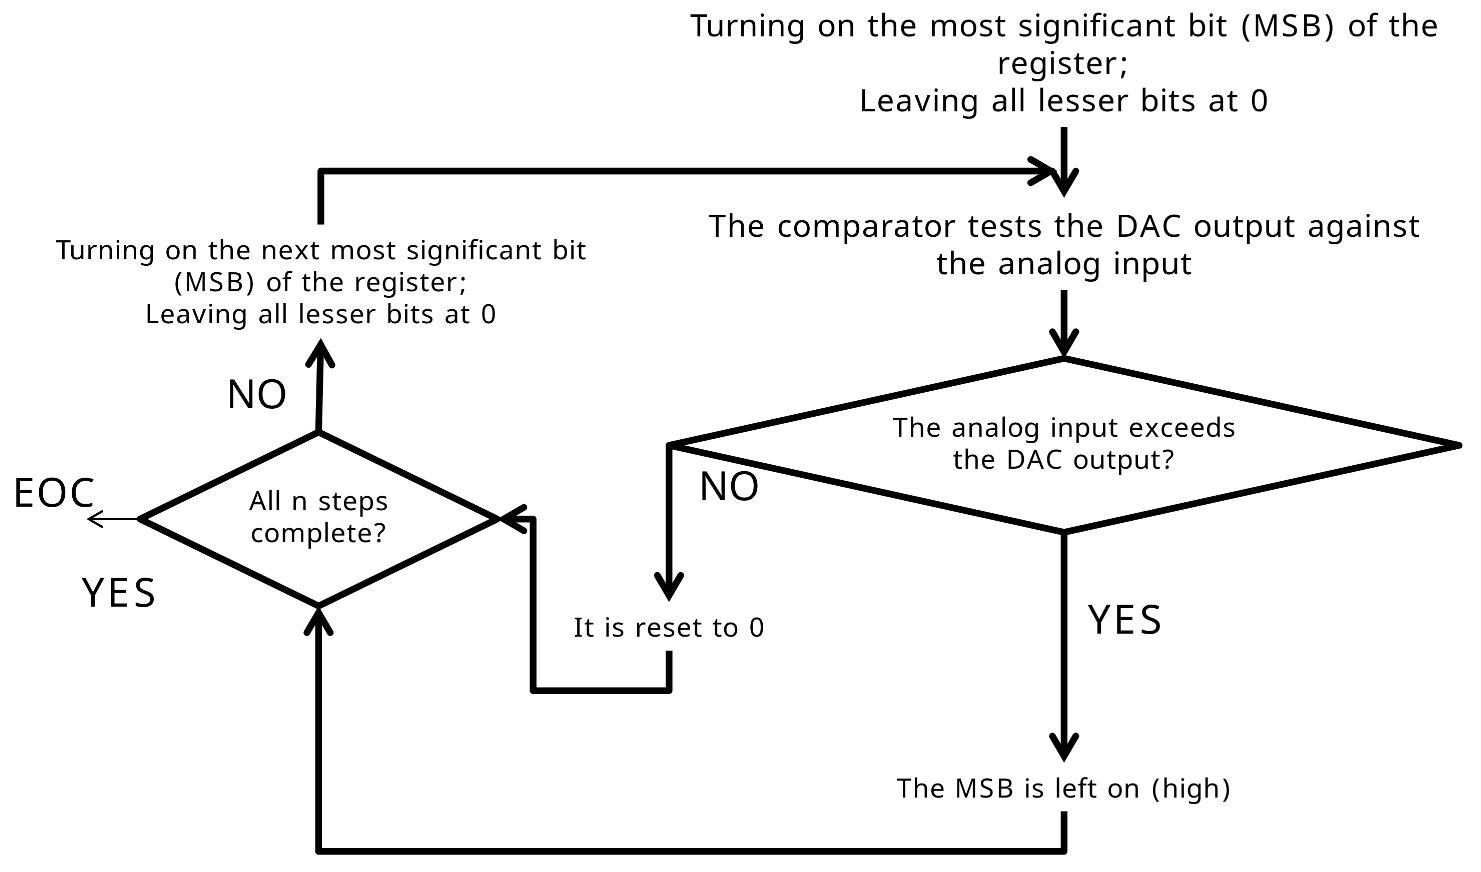 Turning on the most significant bit (MSB) of the
register;
Leaving all lesser bits at 0
The comparator tests the DAC output against
the analog input
Turning on the next most significant bit
(MSB) of the register;
Leaving all lesser bits at 0
NO
The analog input exceeds
the DAC output?
NO
EOC
All n steps
complete?
YES
It is reset to 0
YES
The MSB is left on (high)